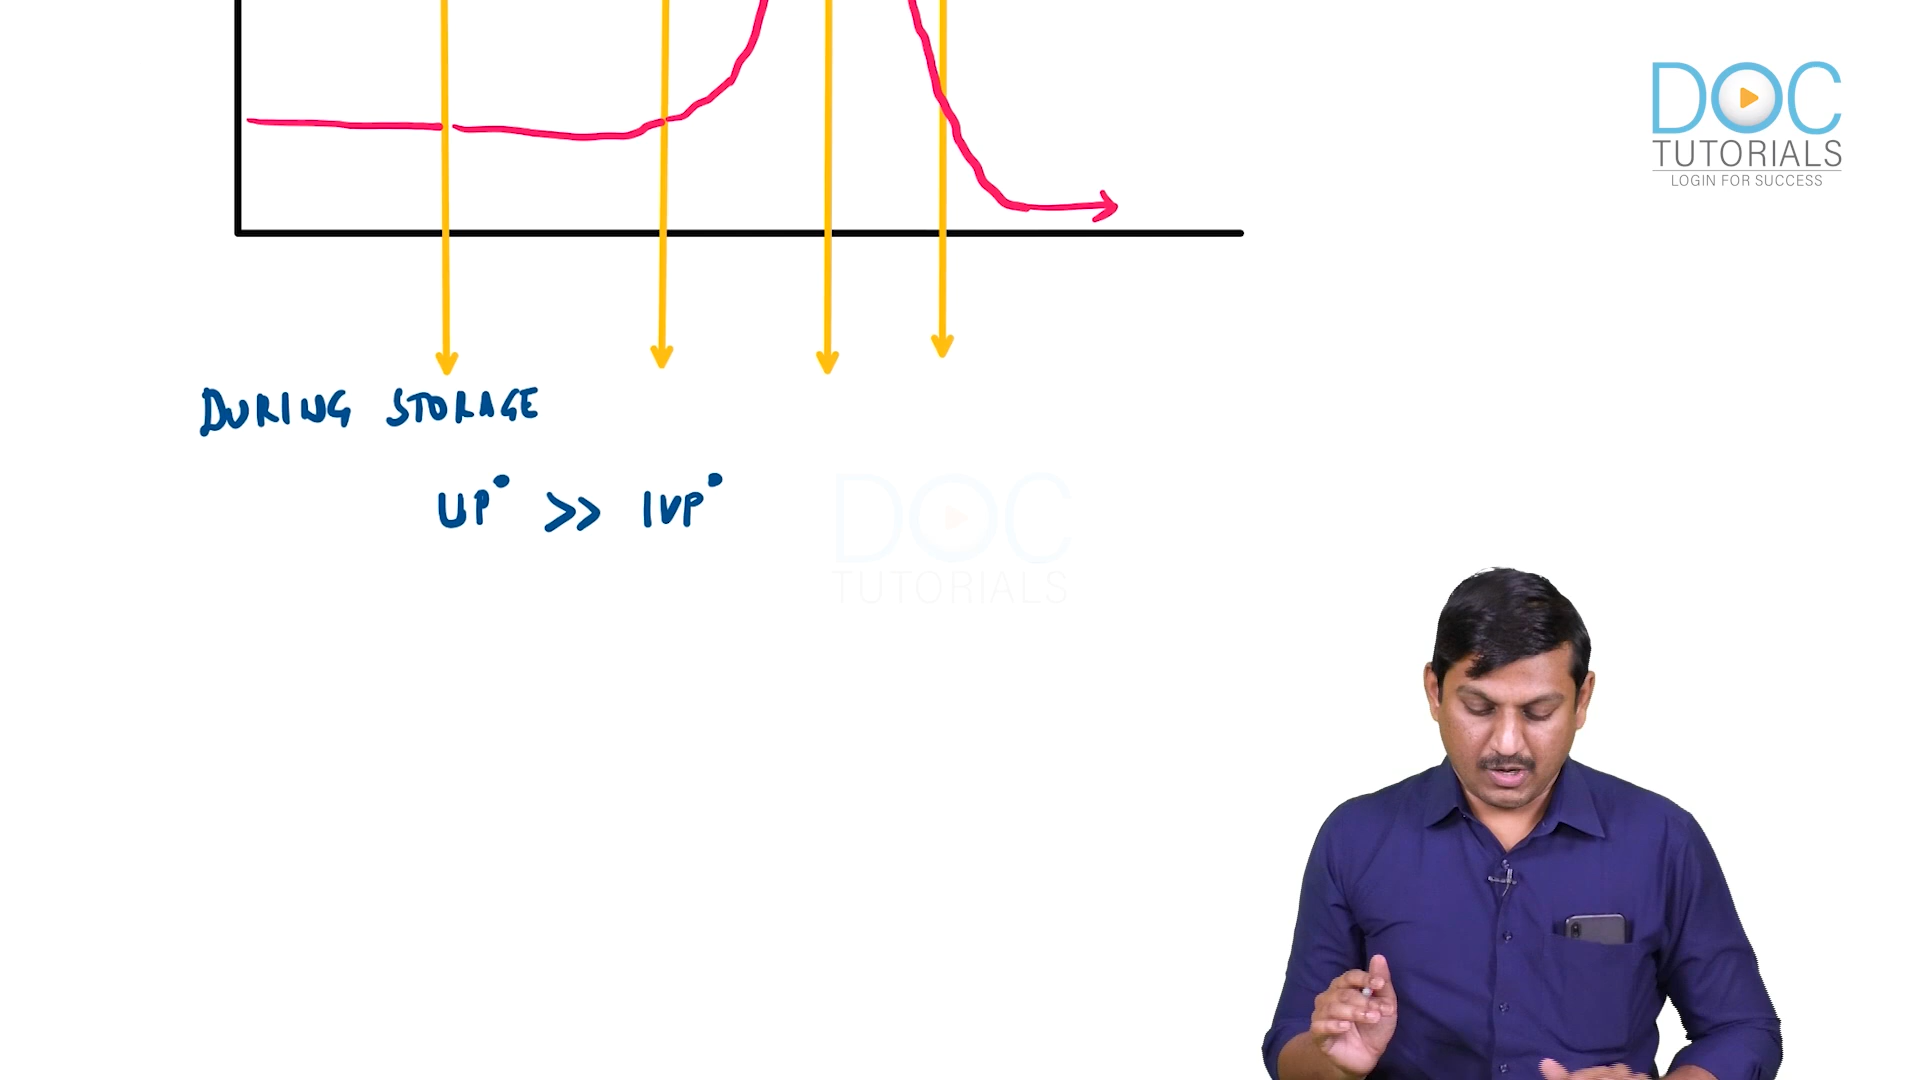 DOC
TUTORIALS
LOGIN FOR SUCCESS
DURING STORAGE
UP° >> IVP°
DOC
TUTORIALS